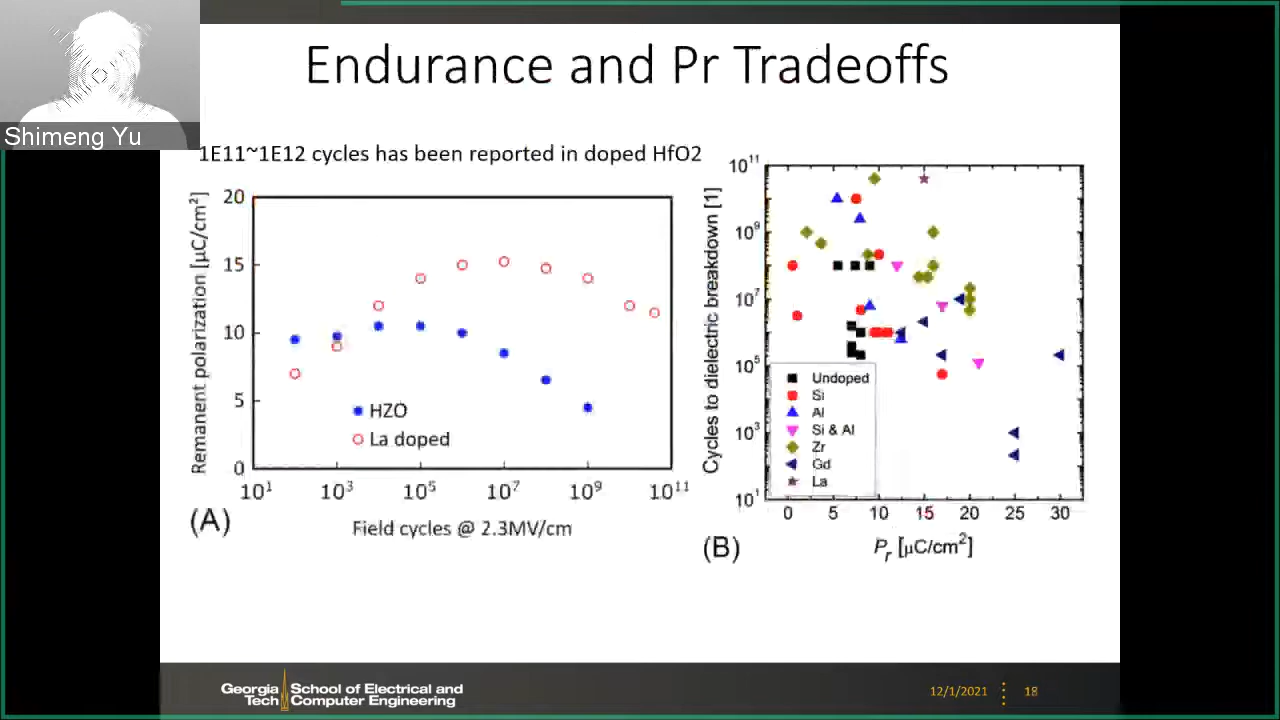 Endurance and Pr Tradeoffs
Shimeng Yu
1E11~1E12 cycles has been reported in doped HfO2
Remanent polarization [µC/cm²]
20
15
10
5
0
HZO
La doped
10¹ 10³ 10⁵ 10⁷ 10⁹ 10¹¹
Field cycles @ 2.3MV/cm
(A)
Cycles to dielectric breakdown [1]
10¹¹
10⁹
10⁷
10⁵
10³
10¹
Undoped
Si
Al
Si & Al
Zr
Gd
La
0 5 10 15 20 25 30
Pr [µC/cm²]
(B)
Georgia Tech
School of Electrical and
Computer Engineering
12/1/2021
18